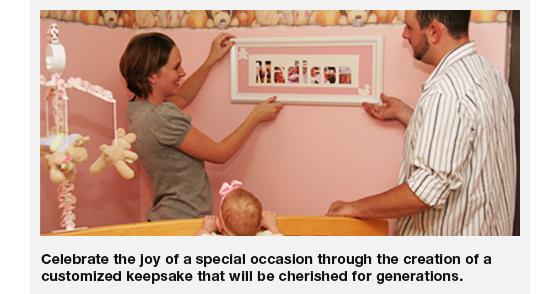 Madison
Celebrate the joy of a special occasion through the creation of a
customized keepsake that will be cherished for generations.